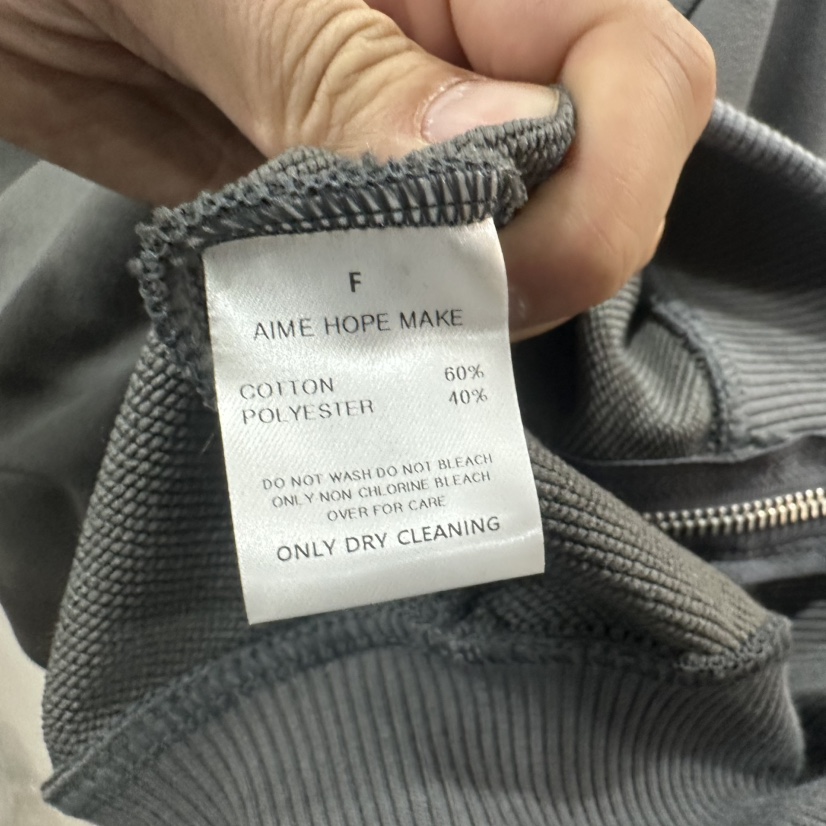 F
AIME HOPE MAKE
COTTON 60%
POLYESTER 40%
DO NOT WASH DO NOT BLEACH
ONLY NON CHLORINE BLEACH
OVER FOR CARE
ONLY DRY CLEANING